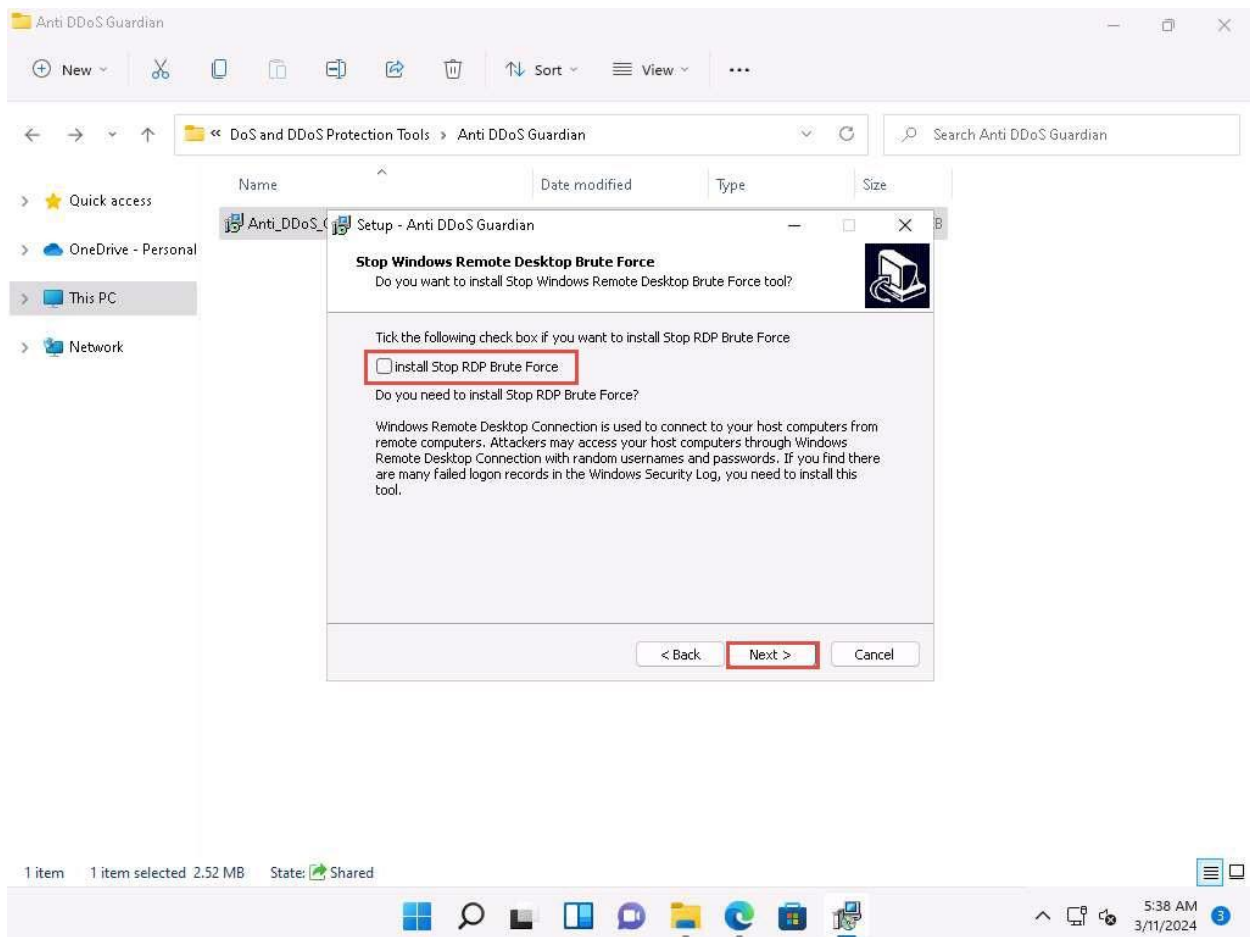 Anti DDoS Guardian
New
Sort
View
« DoS and DDoS Protection Tools > Anti DDoS Guardian
Search Anti DDoS Guardian
Name
Date modified
Type
Size
Quick access
OneDrive - Personal
This PC
Network
Anti_DDoS_
Setup - Anti DDoS Guardian
Stop Windows Remote Desktop Brute Force
Do you want to install Stop Windows Remote Desktop Brute Force tool?
Tick the following check box if you want to install Stop RDP Brute Force
install Stop RDP Brute Force
Do you need to install Stop RDP Brute Force?
Windows Remote Desktop Connection is used to connect to your host computers from
remote computers. Attackers may access your host computers through Windows
Remote Desktop Connection with random usernames and passwords. If you find there
are many failed logon records in the Windows Security Log, you need to install this
tool.
< Back
Next >
Cancel
1 item 1 item selected 2.52 MB State: Shared
5:38 AM
3/11/2024
3